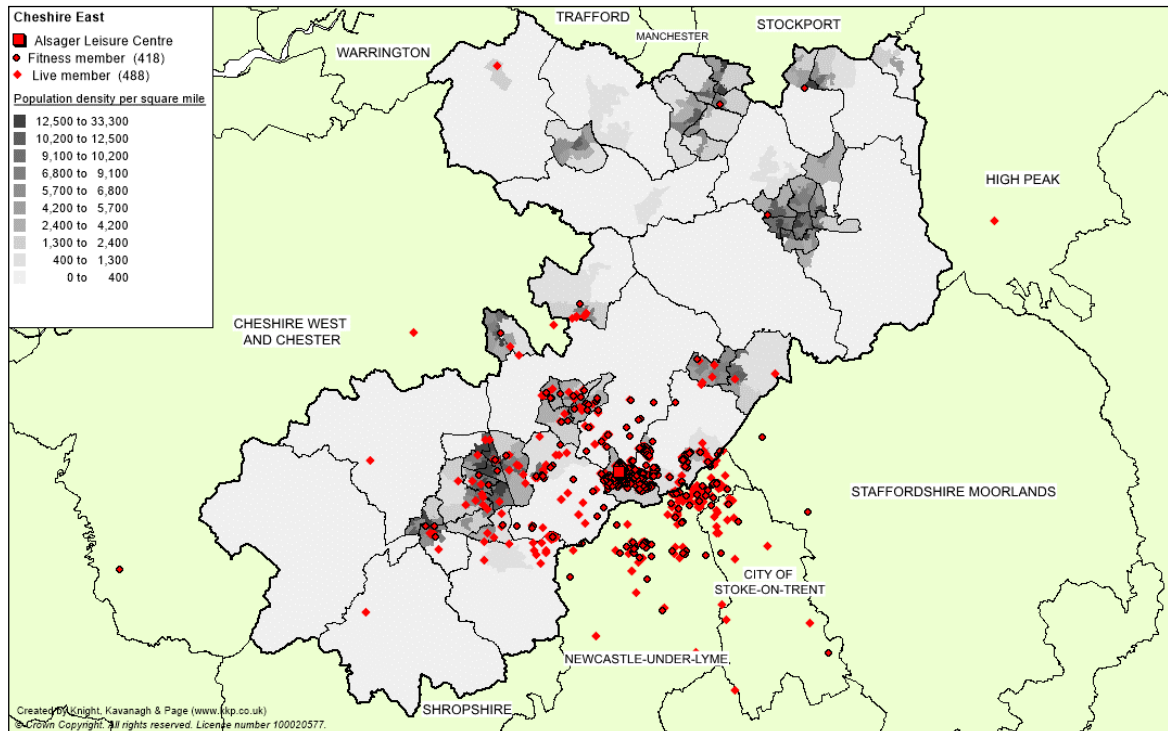 Cheshire East
Alsager Leisure Centre
Fitness member (418)
Live member (488)
Population density per square mile
12,500 to 33,300
10,200 to 12,500
9,100 to 10,200
6,800 to 9,100
5,700 to 6,800
4,200 to 5,700
2,400 to 4,200
1,300 to 2,400
400 to 1,300
0 to 400
TRAFFORD
STOCKPORT
MANCHESTER
WARRINGTON
HIGH PEAK
CHESHIRE WEST
AND CHESTER
STAFFORDSHIRE MOORLANDS
CITY OF
STOKE-ON-TRENT
NEWCASTLE-UNDER-LYME
SHROPSHIRE
Created by Knight, Kavanagh & Page (www.kkp.co.uk)
© Crown Copyright. All rights reserved. Licence number 100020577.